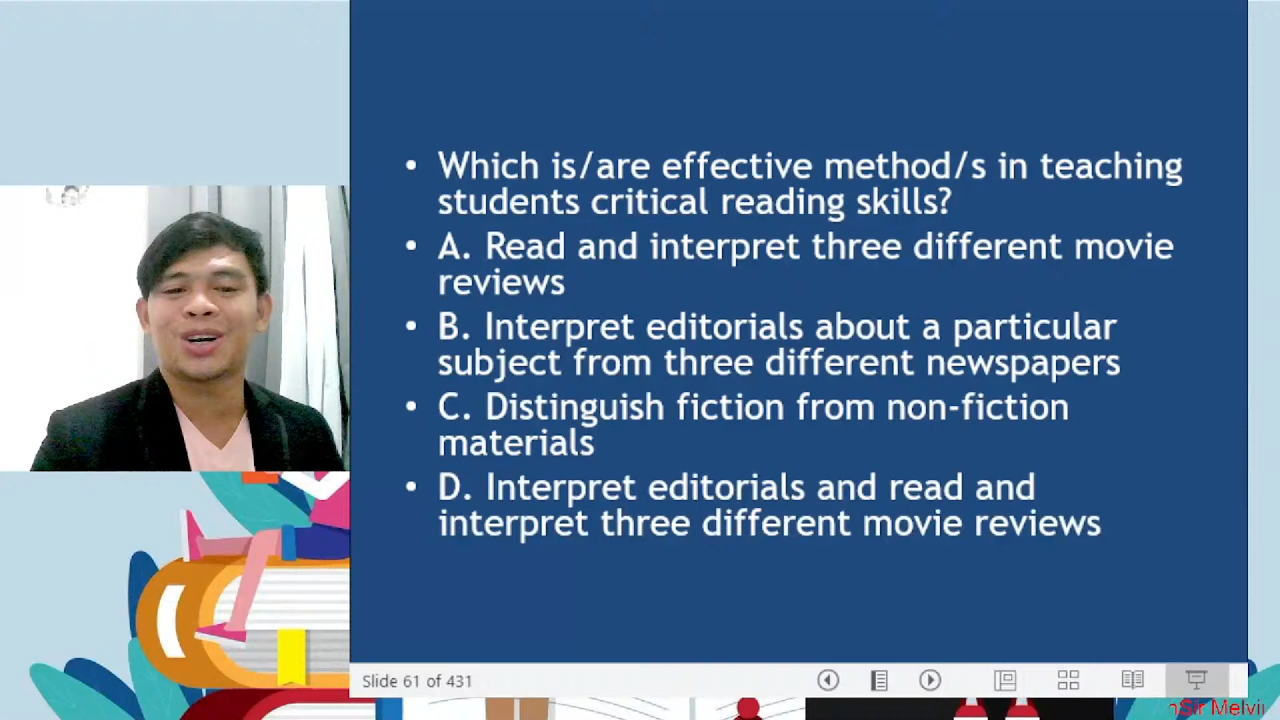 • Which is/are effective method/s in teaching
students critical reading skills?
• A. Read and interpret three different movie
reviews
• B. Interpret editorials about a particular
subject from three different newspapers
• C. Distinguish fiction from non-fiction
materials
• D. Interpret editorials and read and
interpret three different movie reviews
Slide 61 of 431
Sir Melvin